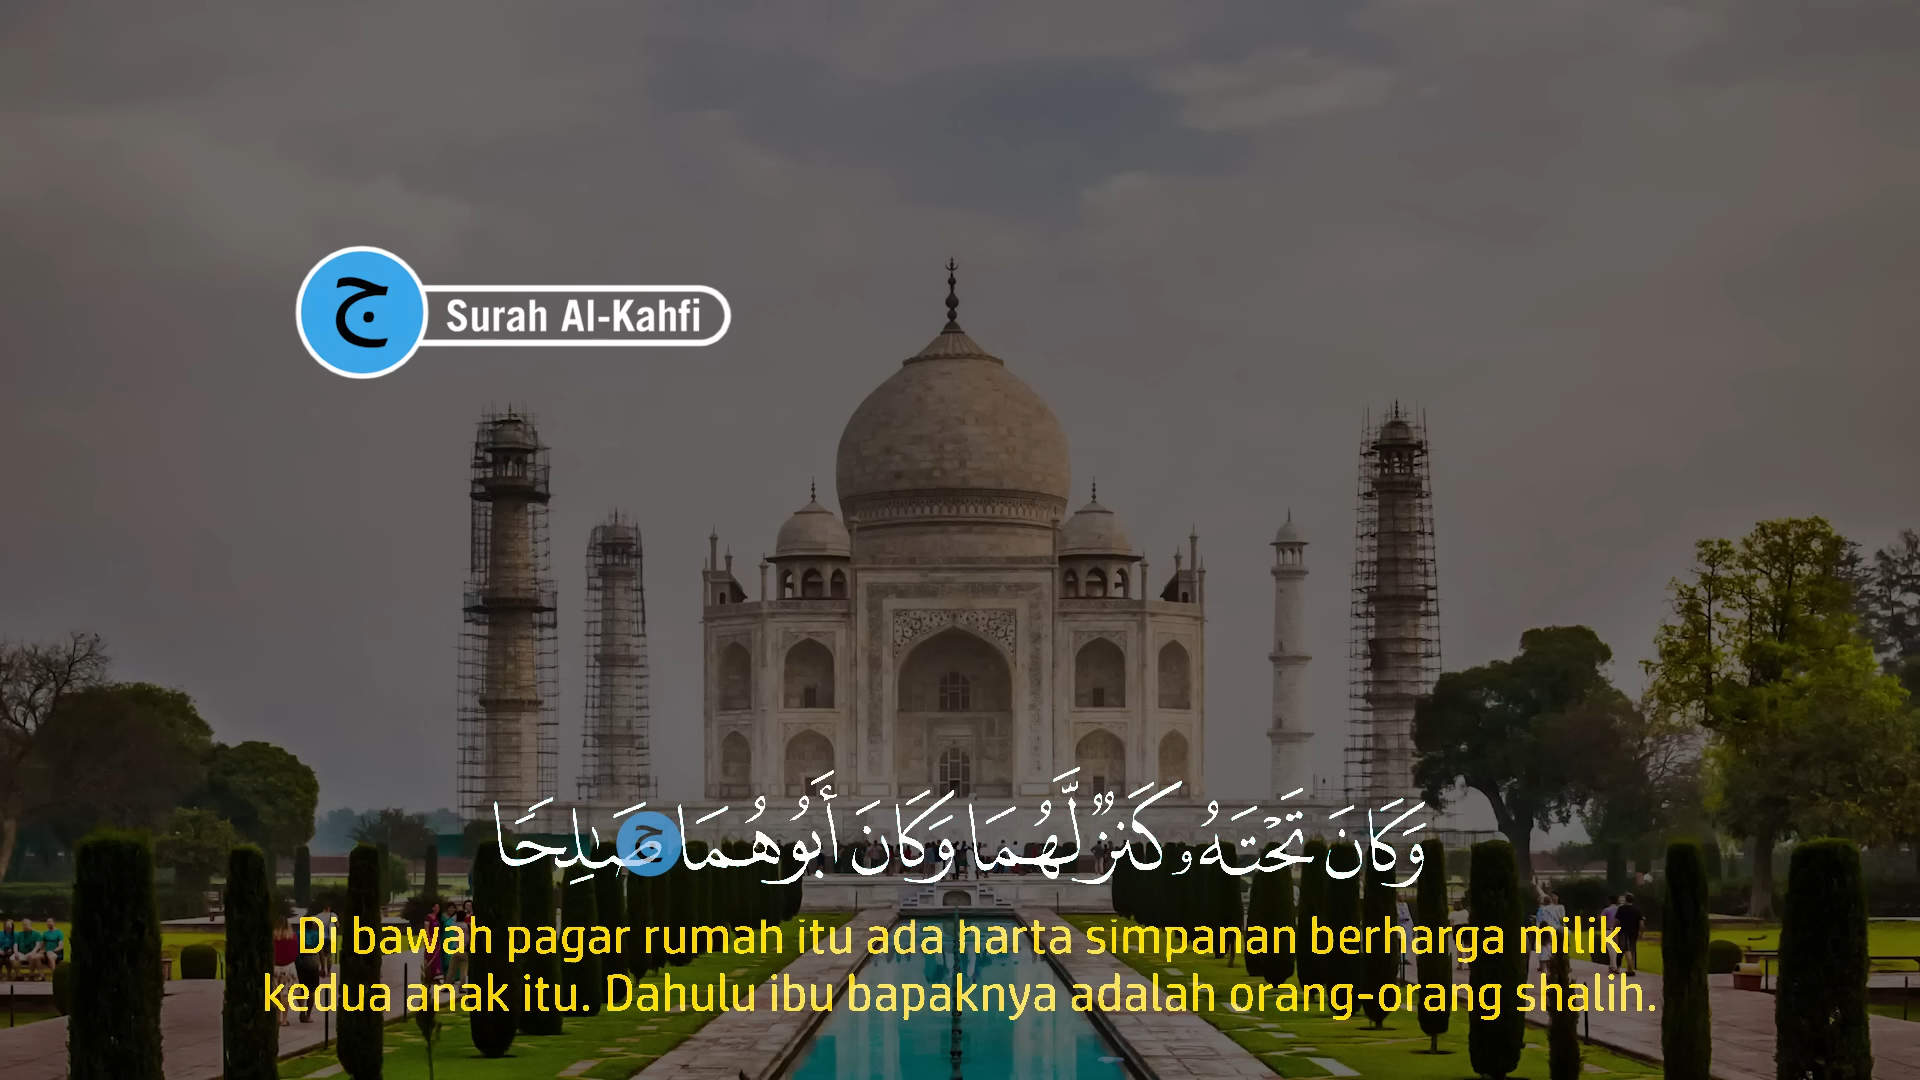 ج
Surah Al-Kahfi
وَكَانَ تَحْتَهُۥ كَنزٌ لَّهُمَا وَكَانَ أَبُوهُمَا صَـٰلِحًا
ج
Di bawah pagar rumah itu ada harta simpanan berharga milik
kedua anak itu. Dahulu ibu bapaknya adalah orang-orang shalih.